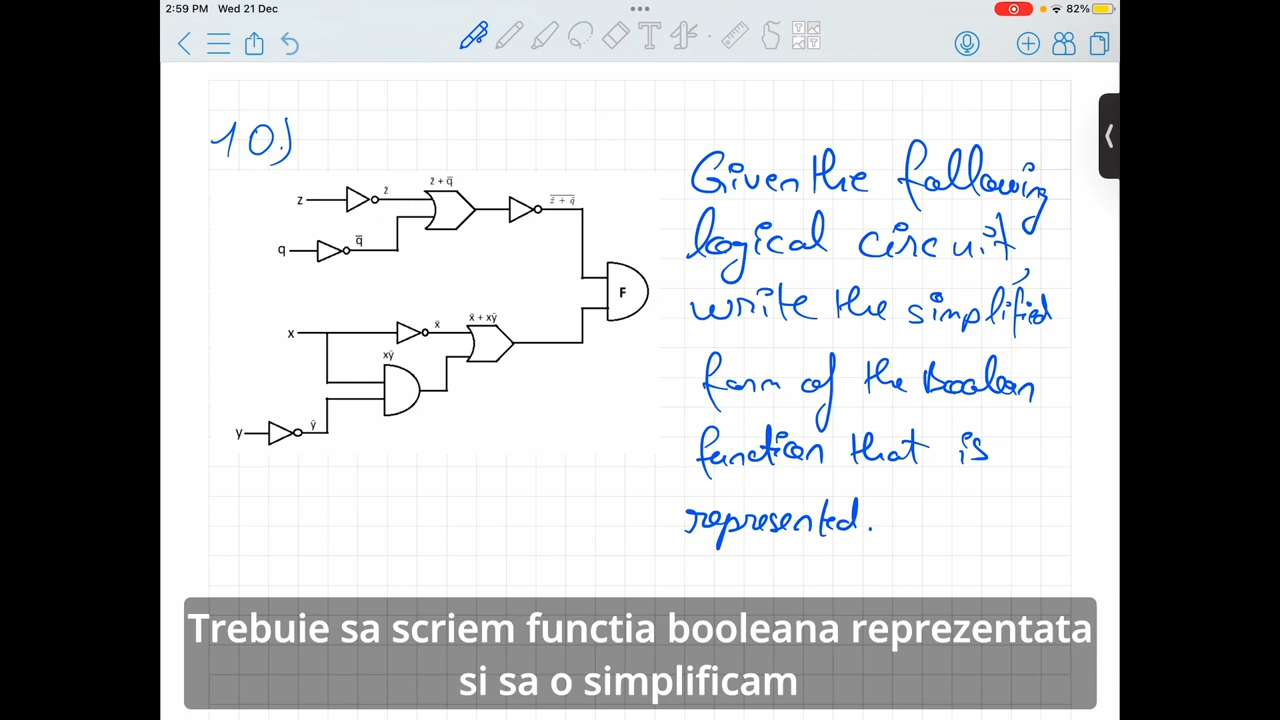 2:59 PM Wed 21 Dec
82%
10)
z
z̄
z̄ + q̄
z̄ + q̄
q
q̄
F
x
x̄
x̄ + xȳ
xȳ
y
ȳ
Given the following
logical circuit,
write the simplified
form of the Boolean
function that is
represented.
Trebuie sa scriem functia booleana reprezentata
si sa o simplificam